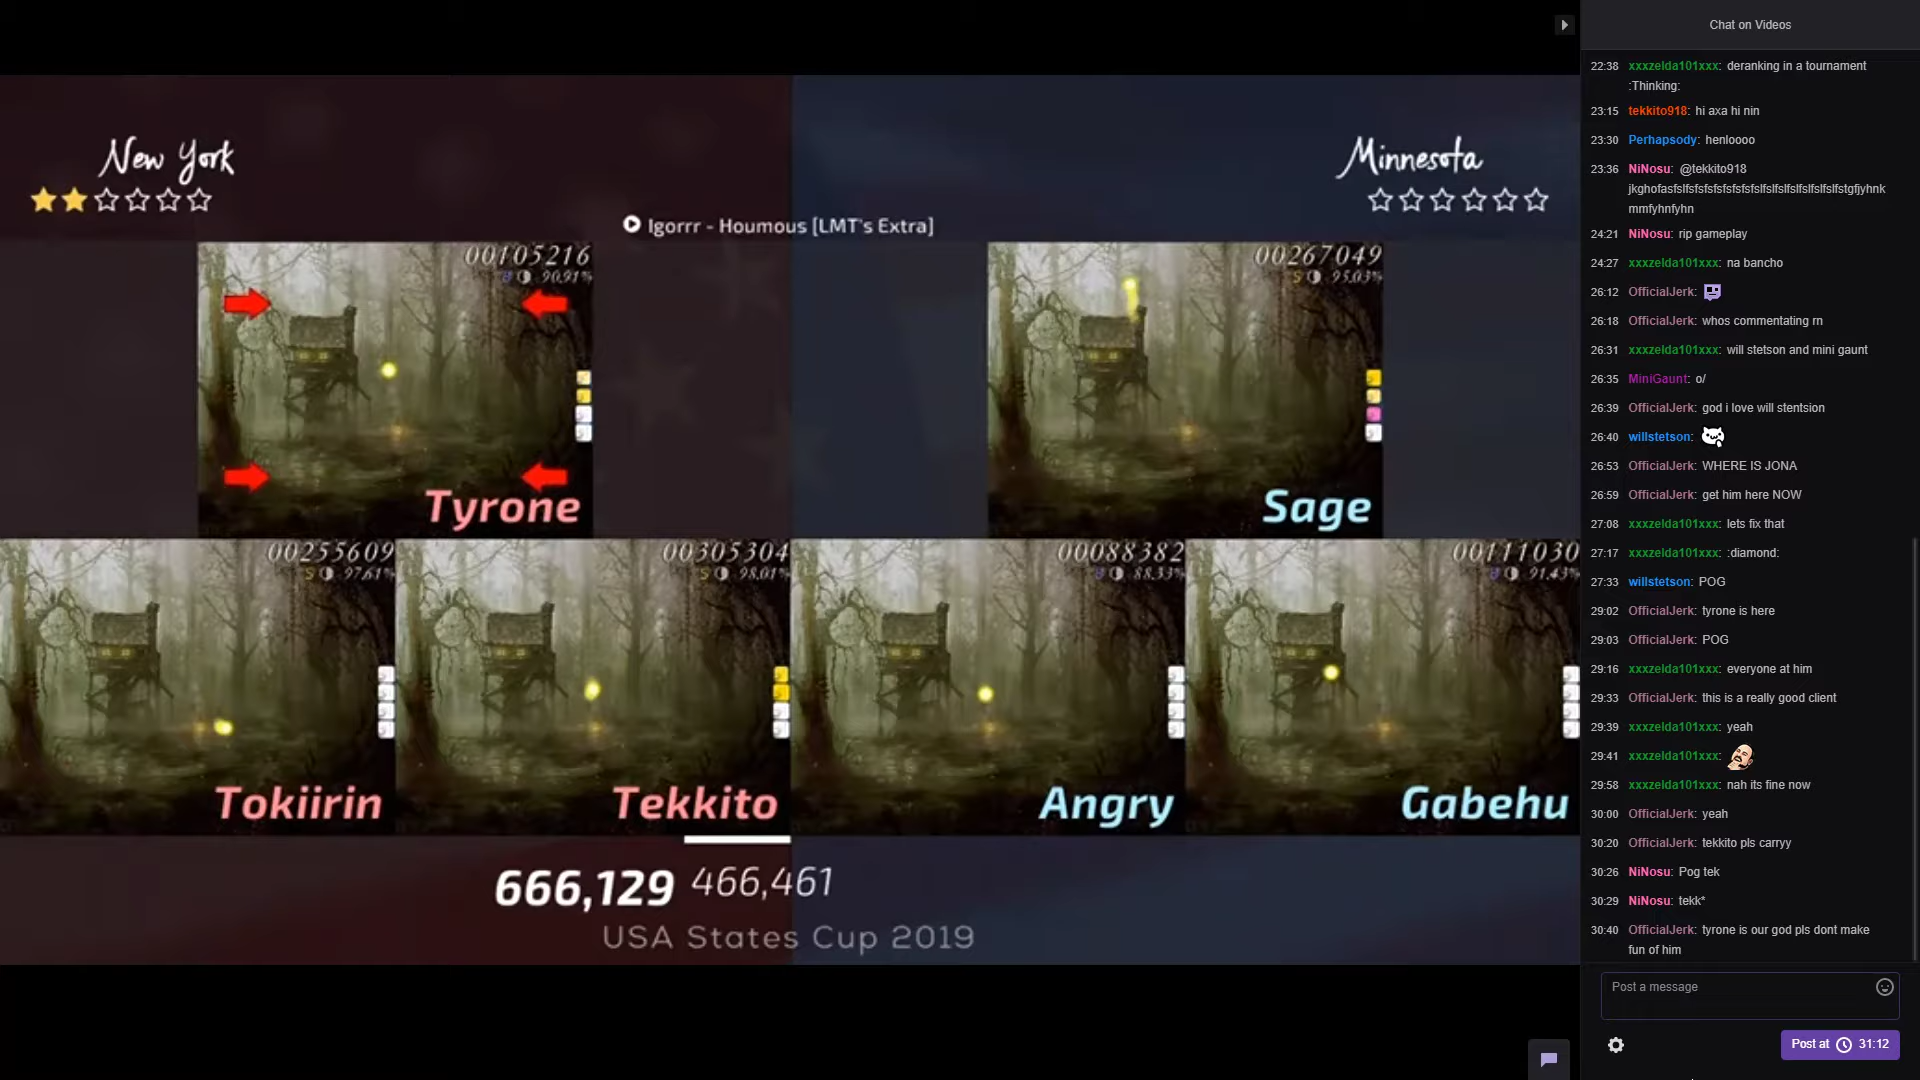 New York
Minnesota
Igorrr - Houmous [LMT's Extra]
00105216
90.91%
Tyrone
00267049
S 95.03%
Sage
00255609
S 97.61%
Tokiirin
00305304
S 98.01%
Tekkito
00088382
B 88.33%
Angry
00111030
B 91.43%
Gabehu
666,129 466,461
USA States Cup 2019
Chat on Videos
22:38 xxxzelda101xxx: deranking in a tournament
:Thinking:
23:15 tekkito918: hi axa hi nin
23:30 Perhapsody: henloooo
23:36 NiNosu: @tekkito918
24:21 NiNosu: rip gameplay
24:27 xxxzelda101xxx: na bancho
26:12 OfficialJerk:
26:18 OfficialJerk: whos commentating rn
26:31 xxxzelda101xxx: will stetson and mini gaunt
26:35 MiniGaunt: o/
26:39 OfficialJerk: god i love will stentsion
26:40 willstetson:
26:53 OfficialJerk: WHERE IS JONA
26:59 OfficialJerk: get him here NOW
27:08 xxxzelda101xxx: lets fix that
27:17 xxxzelda101xxx: :diamond:
27:33 willstetson: POG
29:02 OfficialJerk: tyrone is here
29:03 OfficialJerk: POG
29:16 xxxzelda101xxx: everyone at him
29:33 OfficialJerk: this is a really good client
29:39 xxxzelda101xxx: yeah
29:41 xxxzelda101xxx:
29:58 xxxzelda101xxx: nah its fine now
30:00 OfficialJerk: yeah
30:20 OfficialJerk: tekkito pls carryy
30:26 NiNosu: Pog tek
30:29 NiNosu: tekk*
30:40 OfficialJerk: tyrone is our god pls dont make
fun of him
Post a message
Post at 31:12